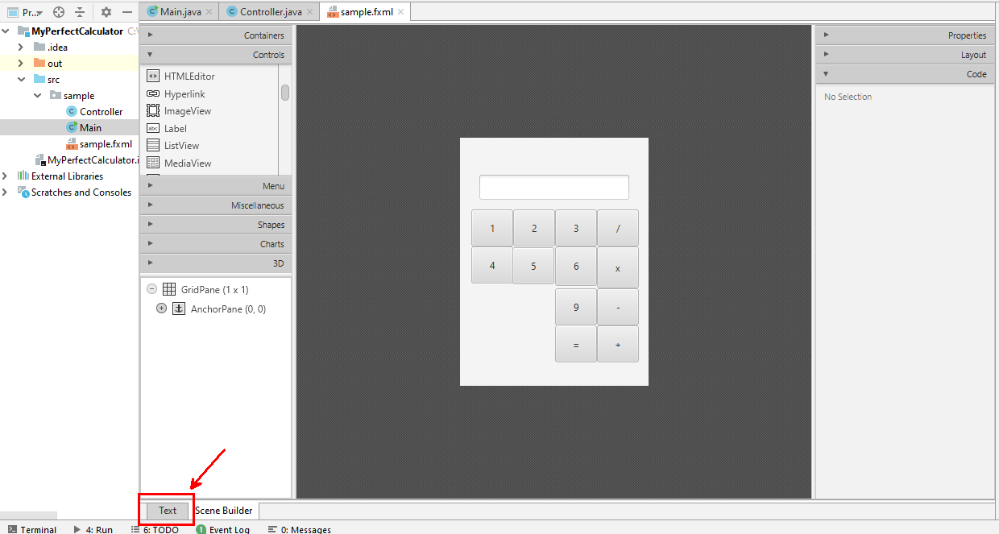 Pr...
Main.java
Controller.java
sample.fxml
MyPerfectCalculator C:\
.idea
out
src
sample
Controller
Main
sample.fxml
MyPerfectCalculator.i
External Libraries
Scratches and Consoles
Containers
Controls
HTMLEditor
Hyperlink
ImageView
abc Label
ListView
MediaView
Menu
Miscellaneous
Shapes
Charts
3D
GridPane (1 x 1)
AnchorPane (0, 0)
1 2 3 /
4 5 6 x
9 -
= +
Properties
Layout
Code
No Selection
Text Scene Builder
Terminal 4: Run 6: TODO 1 Event Log 0: Messages